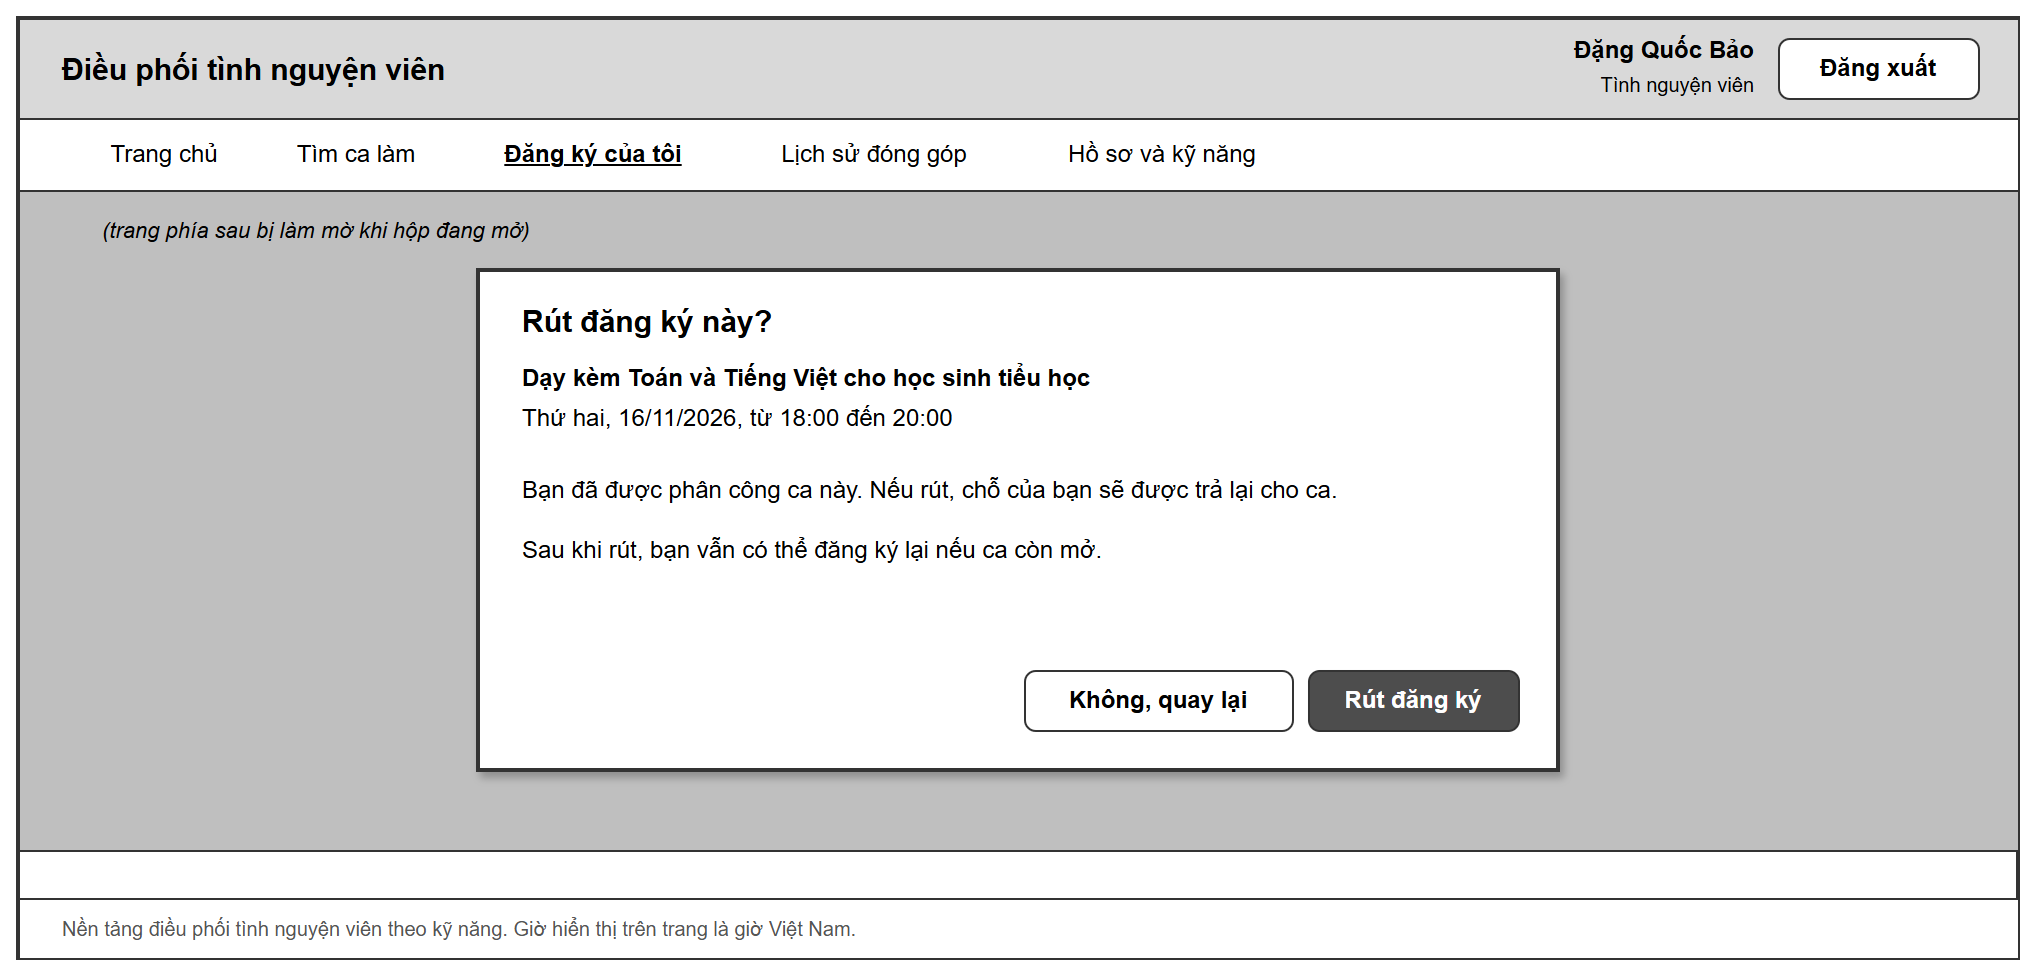 Điều phối tình nguyện viên
Đặng Quốc Bảo
Tình nguyện viên
Đăng xuất
Trang chủ
Tìm ca làm
Đăng ký của tôi
Lịch sử đóng góp
Hồ sơ và kỹ năng
(trang phía sau bị làm mờ khi hộp đang mở)
Rút đăng ký này?
Dạy kèm Toán và Tiếng Việt cho học sinh tiểu học
Thứ hai, 16/11/2026, từ 18:00 đến 20:00
Bạn đã được phân công ca này. Nếu rút, chỗ của bạn sẽ được trả lại cho ca.
Sau khi rút, bạn vẫn có thể đăng ký lại nếu ca còn mở.
Không, quay lại
Rút đăng ký
Nền tảng điều phối tình nguyện viên theo kỹ năng. Giờ hiển thị trên trang là giờ Việt Nam.